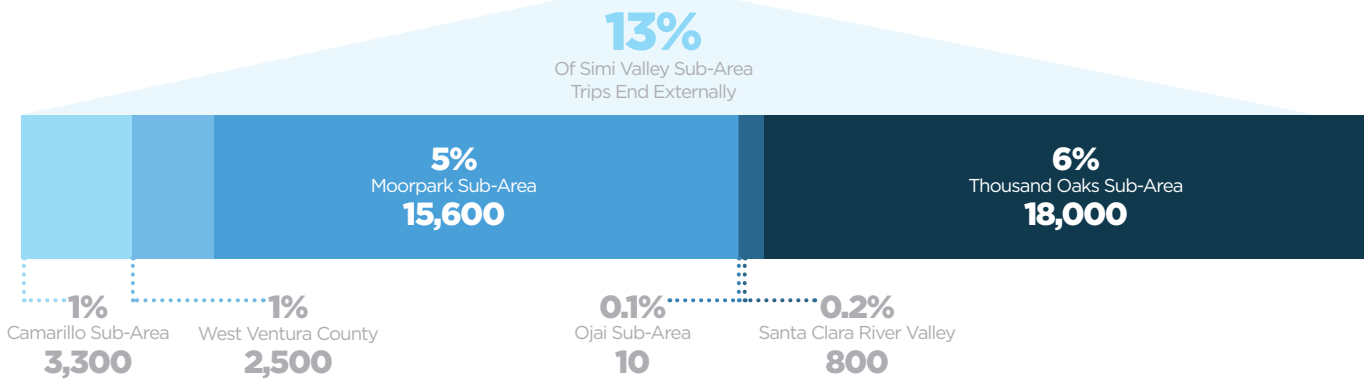 13%
Of Simi Valley Sub-Area
Trips End Externally
5%
Moorpark Sub-Area
15,600
6%
Thousand Oaks Sub-Area
18,000
1%
Camarillo Sub-Area
3,300
1%
West Ventura County
2,500
0.1%
Ojai Sub-Area
10
0.2%
Santa Clara River Valley
800